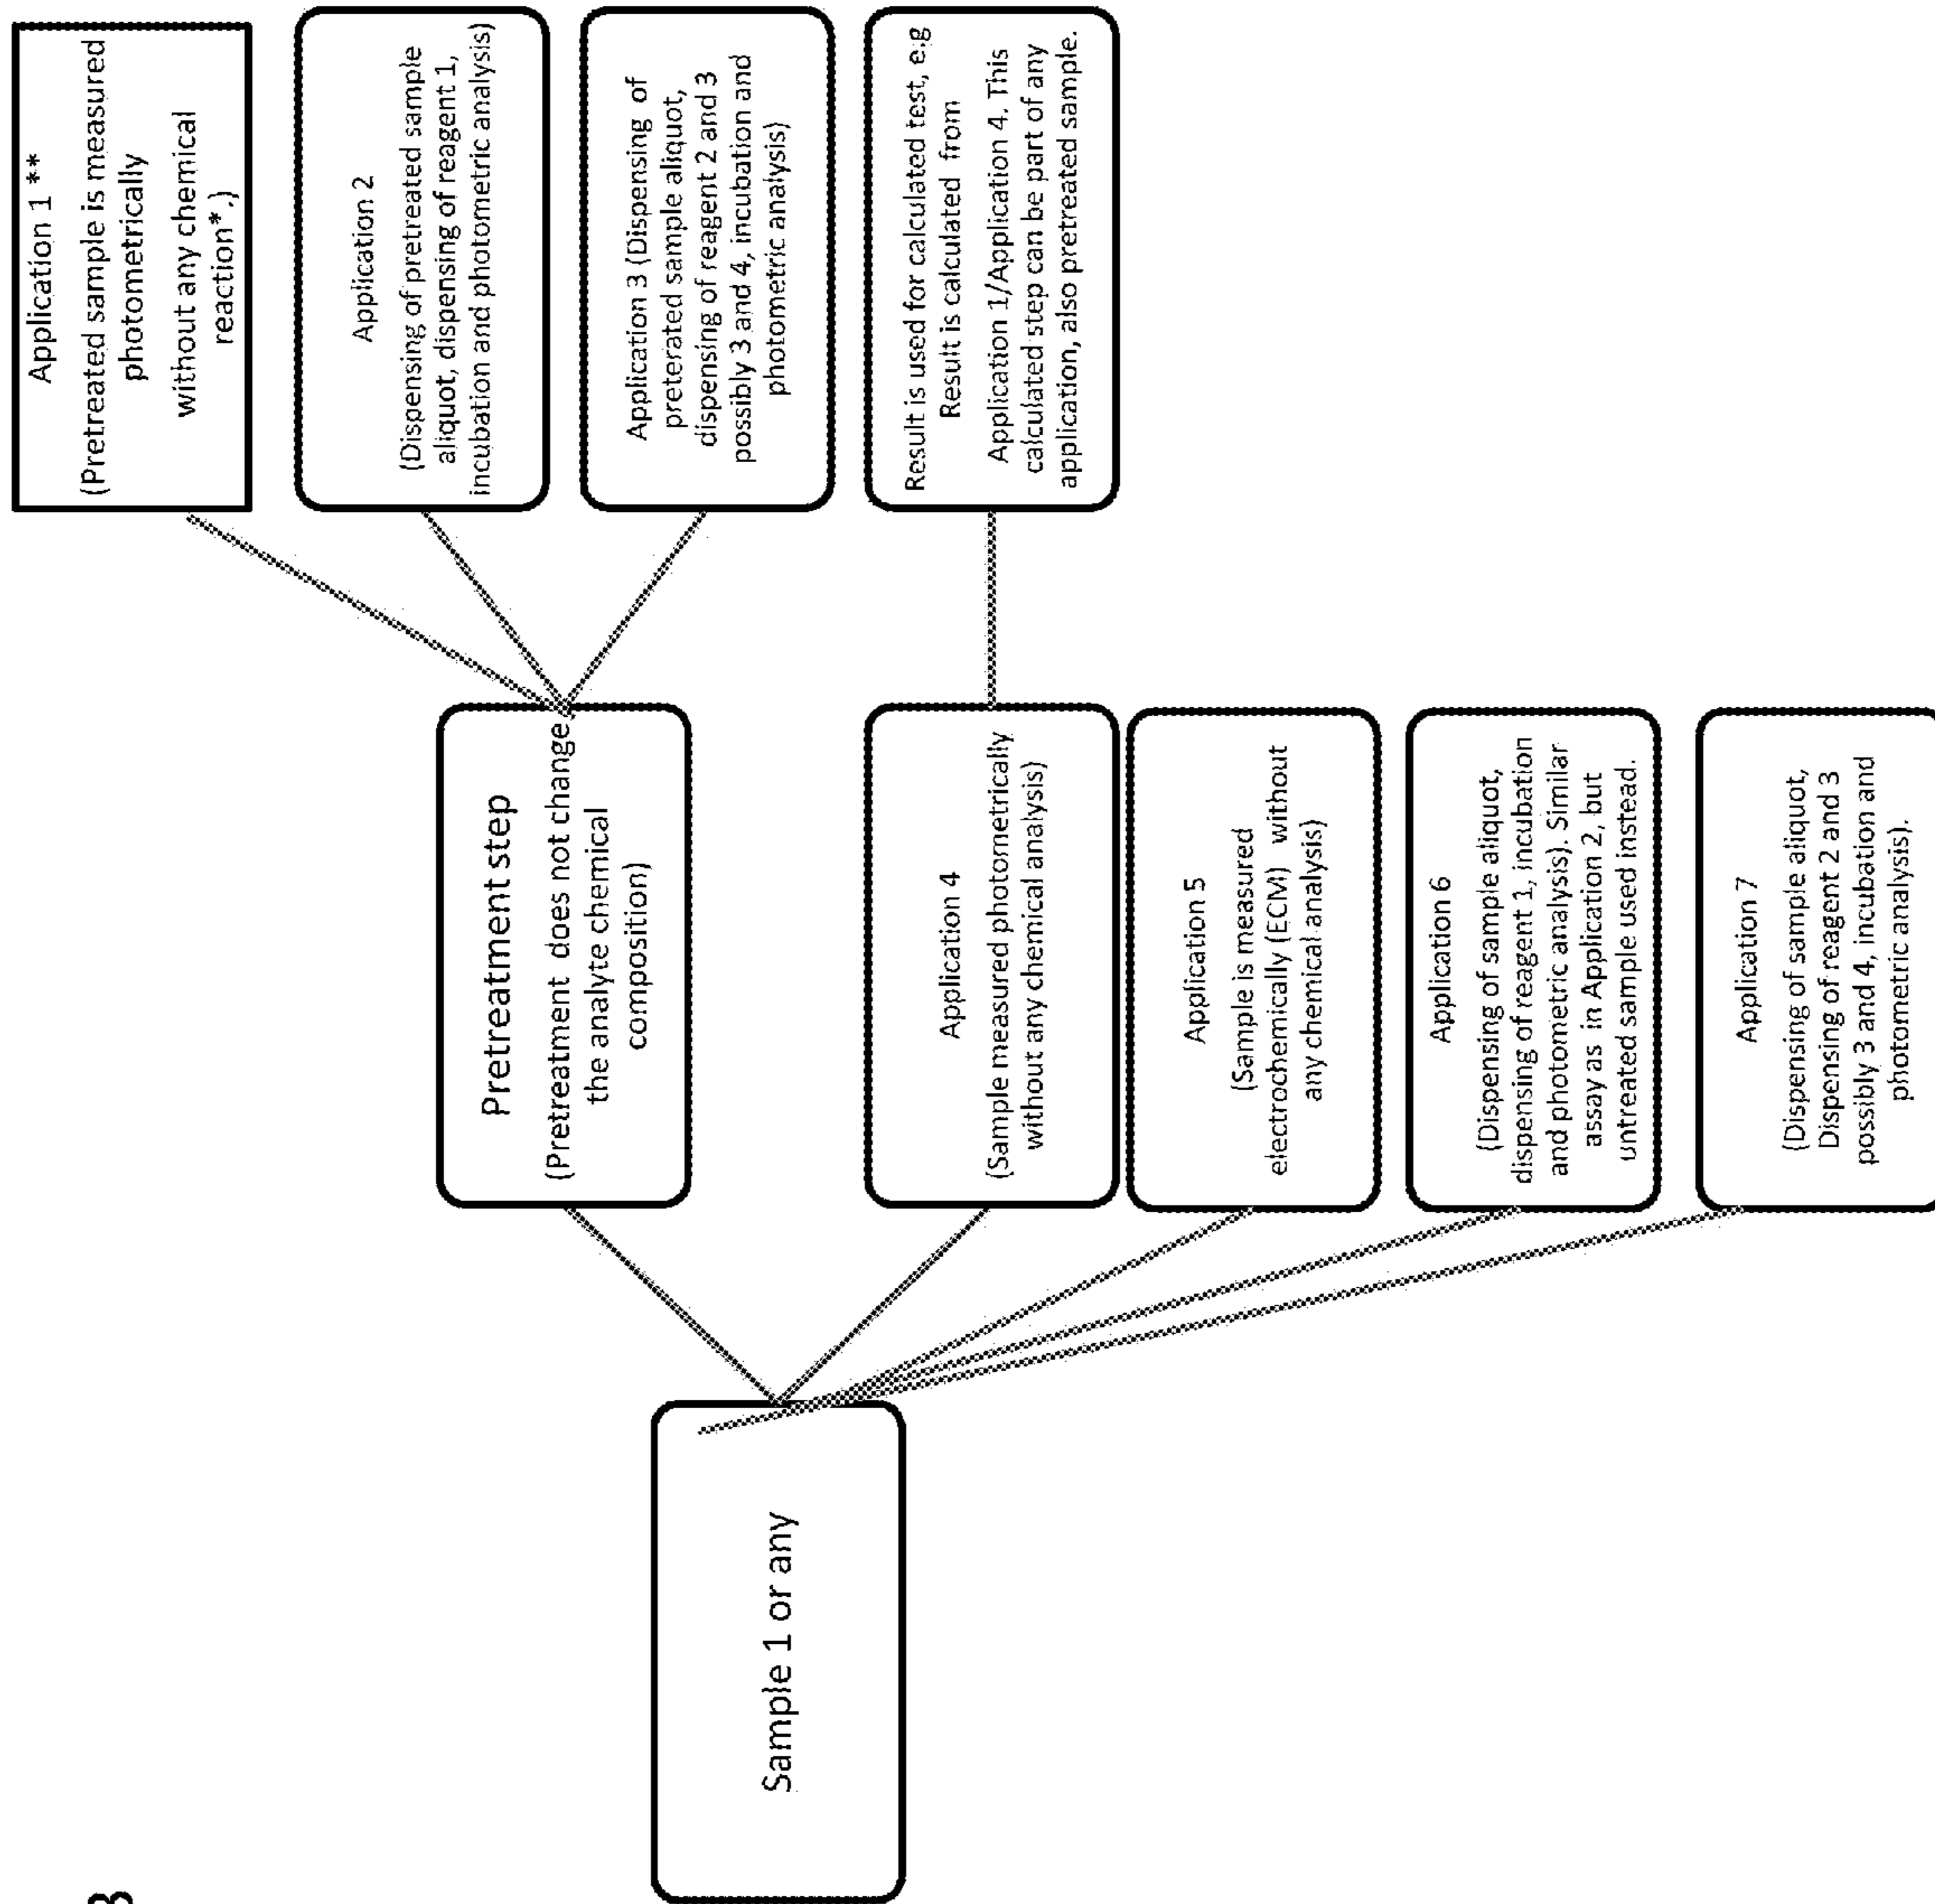 3
Sample 1 or any
Pretreatment step
(Pretreatment does not change
the analyte chemical
composition)
Application 4
(Sample measured photometrically
without any chemical analysis)
Application 5
(Sample is measured
electrochemically (ECM) without
any chemical analysis)
Application 6
(Dispensing of sample aliquot,
dispensing of reagent 1, incubation
and photometric analysis). Similar
assay as in Application 2, but
untreated sample used instead.
Application 7
(Dispensing of sample aliquot,
Dispensing of reagent 2 and 3
possibly 3 and 4, incubation and
photometric analysis).
Application 1 **
(Pretreated sample is measured
photometrically
without any chemical
reaction*,)
Application 2
(Dispensing of pretreated sample
aliquot, dispensing of reagent 1,
incubation and photometric analysis)
Application 3 (Dispensing of
preterated sample aliquot,
dispensing of reagent 2 and 3
possibly 3 and 4, incubation and
photometric analysis)
Result is used for calculated test, e.g
Result is calculated from
Application 1/Application 4. This
calculated step can be part of any
application, also pretreated sample.